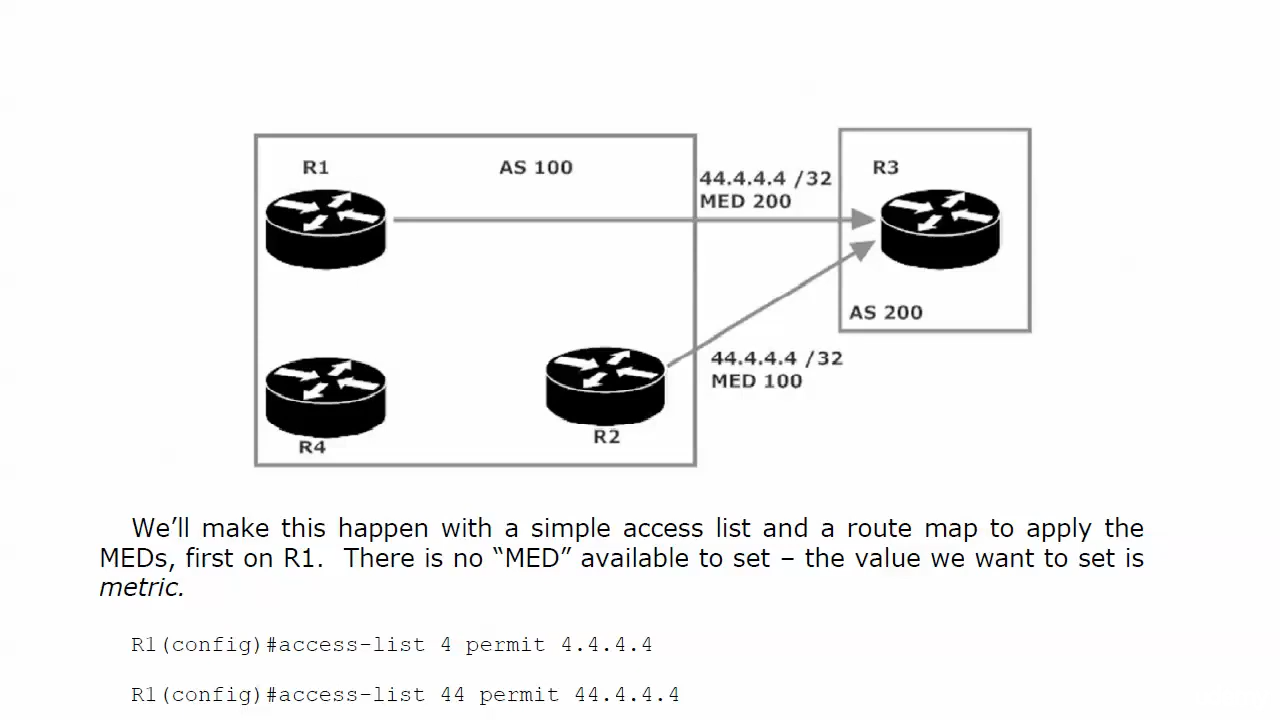 R1
AS 100
44.4.4.4 /32
MED 200
R3
AS 200
44.4.4.4 /32
MED 100
R4
R2
We’ll make this happen with a simple access list and a route map to apply the
MEDs, first on R1. There is no “MED” available to set – the value we want to set is
metric.
R1(config)#access-list 4 permit 4.4.4.4
R1(config)#access-list 44 permit 44.4.4.4